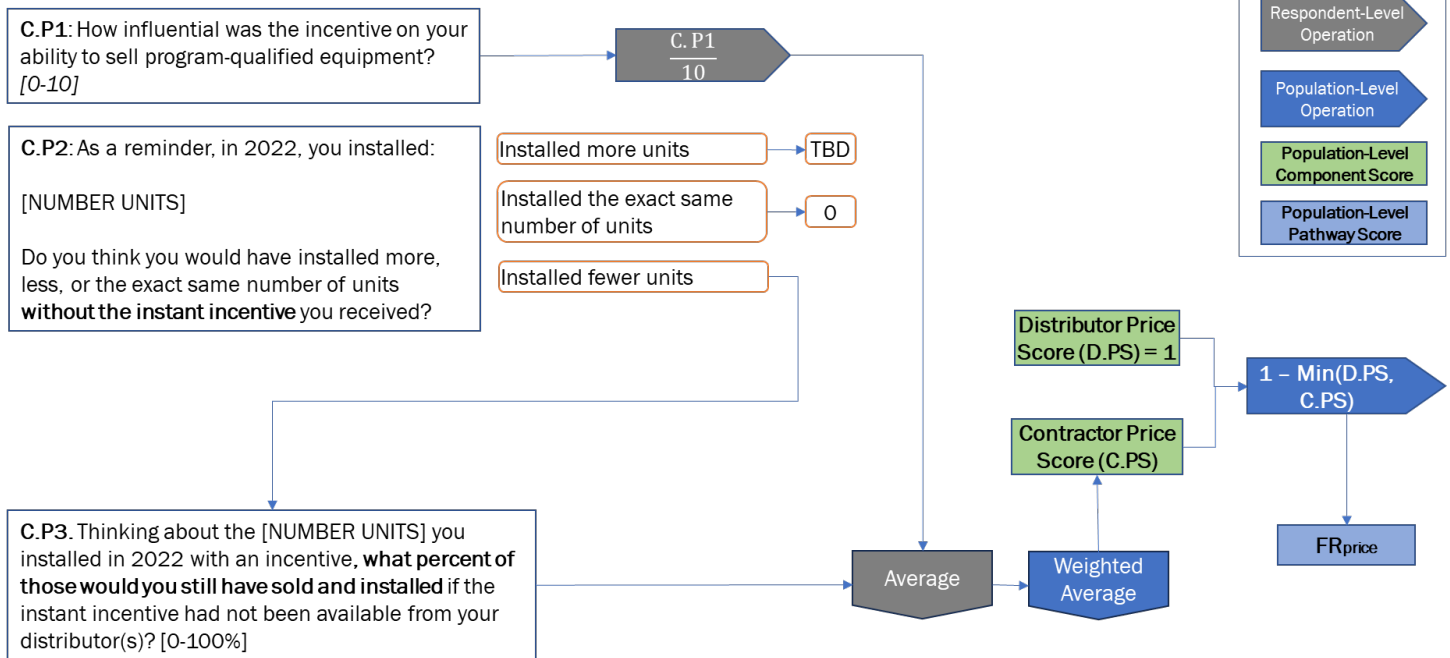 C.P1: How influential was the incentive on your
ability to sell program-qualified equipment?
[0-10]
C. P1
10
Respondent-Level
Operation
Population-Level
Operation
Population-Level
Component Score
Population-Level
Pathway Score
C.P2: As a reminder, in 2022, you installed:
[NUMBER UNITS]
Do you think you would have installed more,
less, or the exact same number of units
without the instant incentive you received?
Installed more units
TBD
Installed the exact same
number of units
0
Installed fewer units
Distributor Price
Score (D.PS) = 1
Contractor Price
Score (C.PS)
1 – Min(D.PS,
C.PS)
FRprice
C.P3. Thinking about the [NUMBER UNITS] you
installed in 2022 with an incentive, what percent of
those would you still have sold and installed if the
instant incentive had not been available from your
distributor(s)? [0-100%]
Average
Weighted
Average